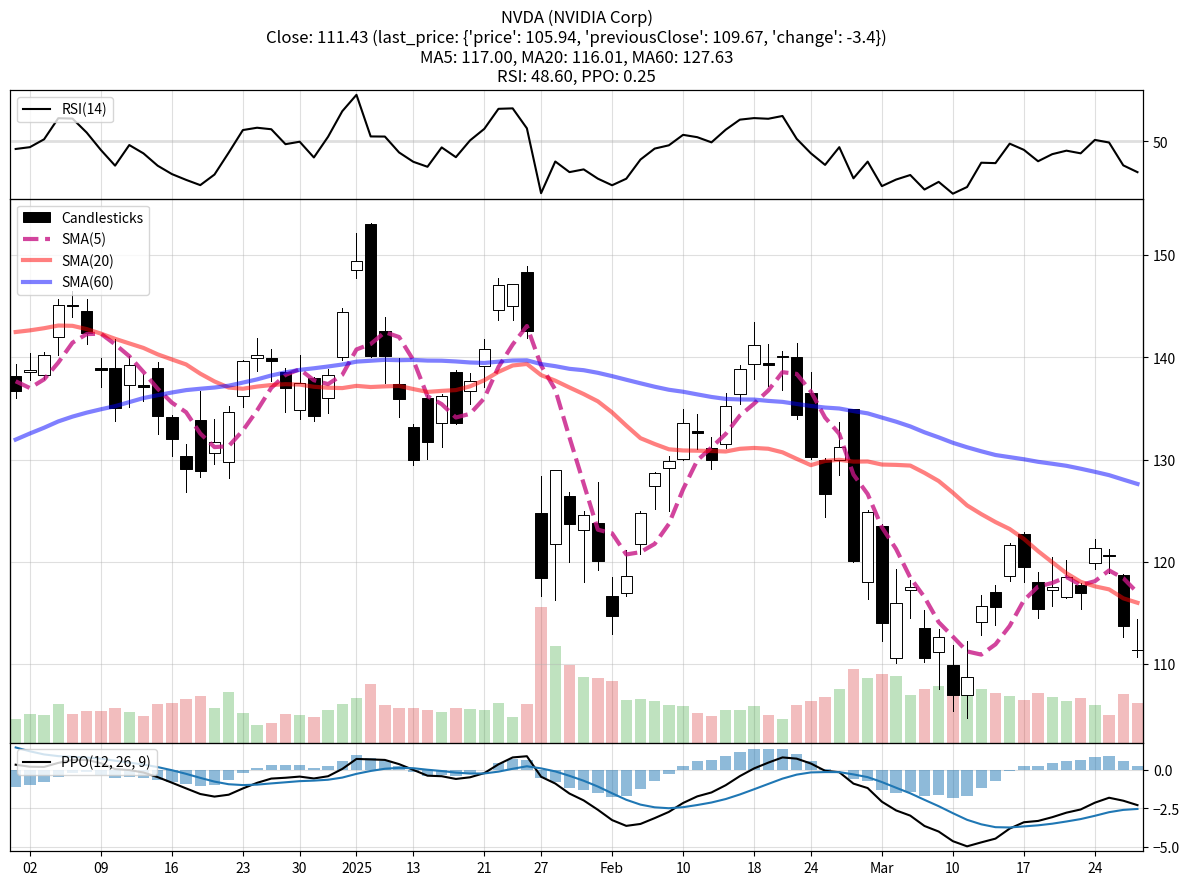 NVDA (NVIDIA Corp)
Close: 111.43 (last_price: {'price': 105.94, 'previousClose': 109.67, 'change': -3.4})
MA5: 117.00, MA20: 116.01, MA60: 127.63
RSI: 48.60, PPO: 0.25
RSI(14)
50
Candlesticks
SMA(5)
SMA(20)
SMA(60)
150
140
130
120
110
PPO(12, 26, 9)
0.0
−2.5
−5.0
02 09 16 23 30 2025 13 21 27 Feb 10 18 24 Mar 10 17 24